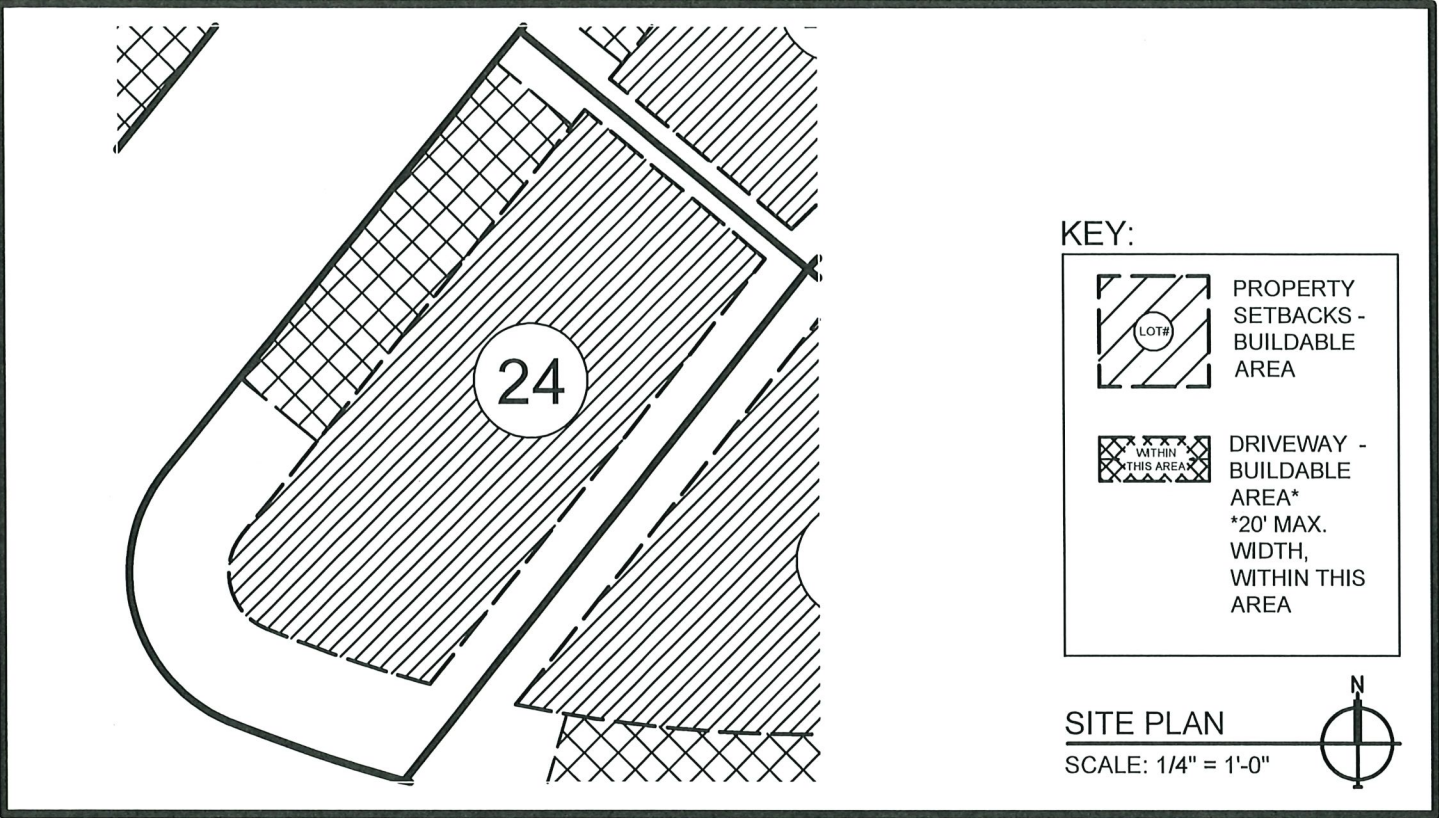 24
KEY:
LOT#
PROPERTY
SETBACKS -
BUILDABLE
AREA
WITHIN
THIS AREA
DRIVEWAY -
BUILDABLE
AREA*
*20' MAX.
WIDTH,
WITHIN THIS
AREA
N
SITE PLAN
SCALE: 1/4" = 1'-0"